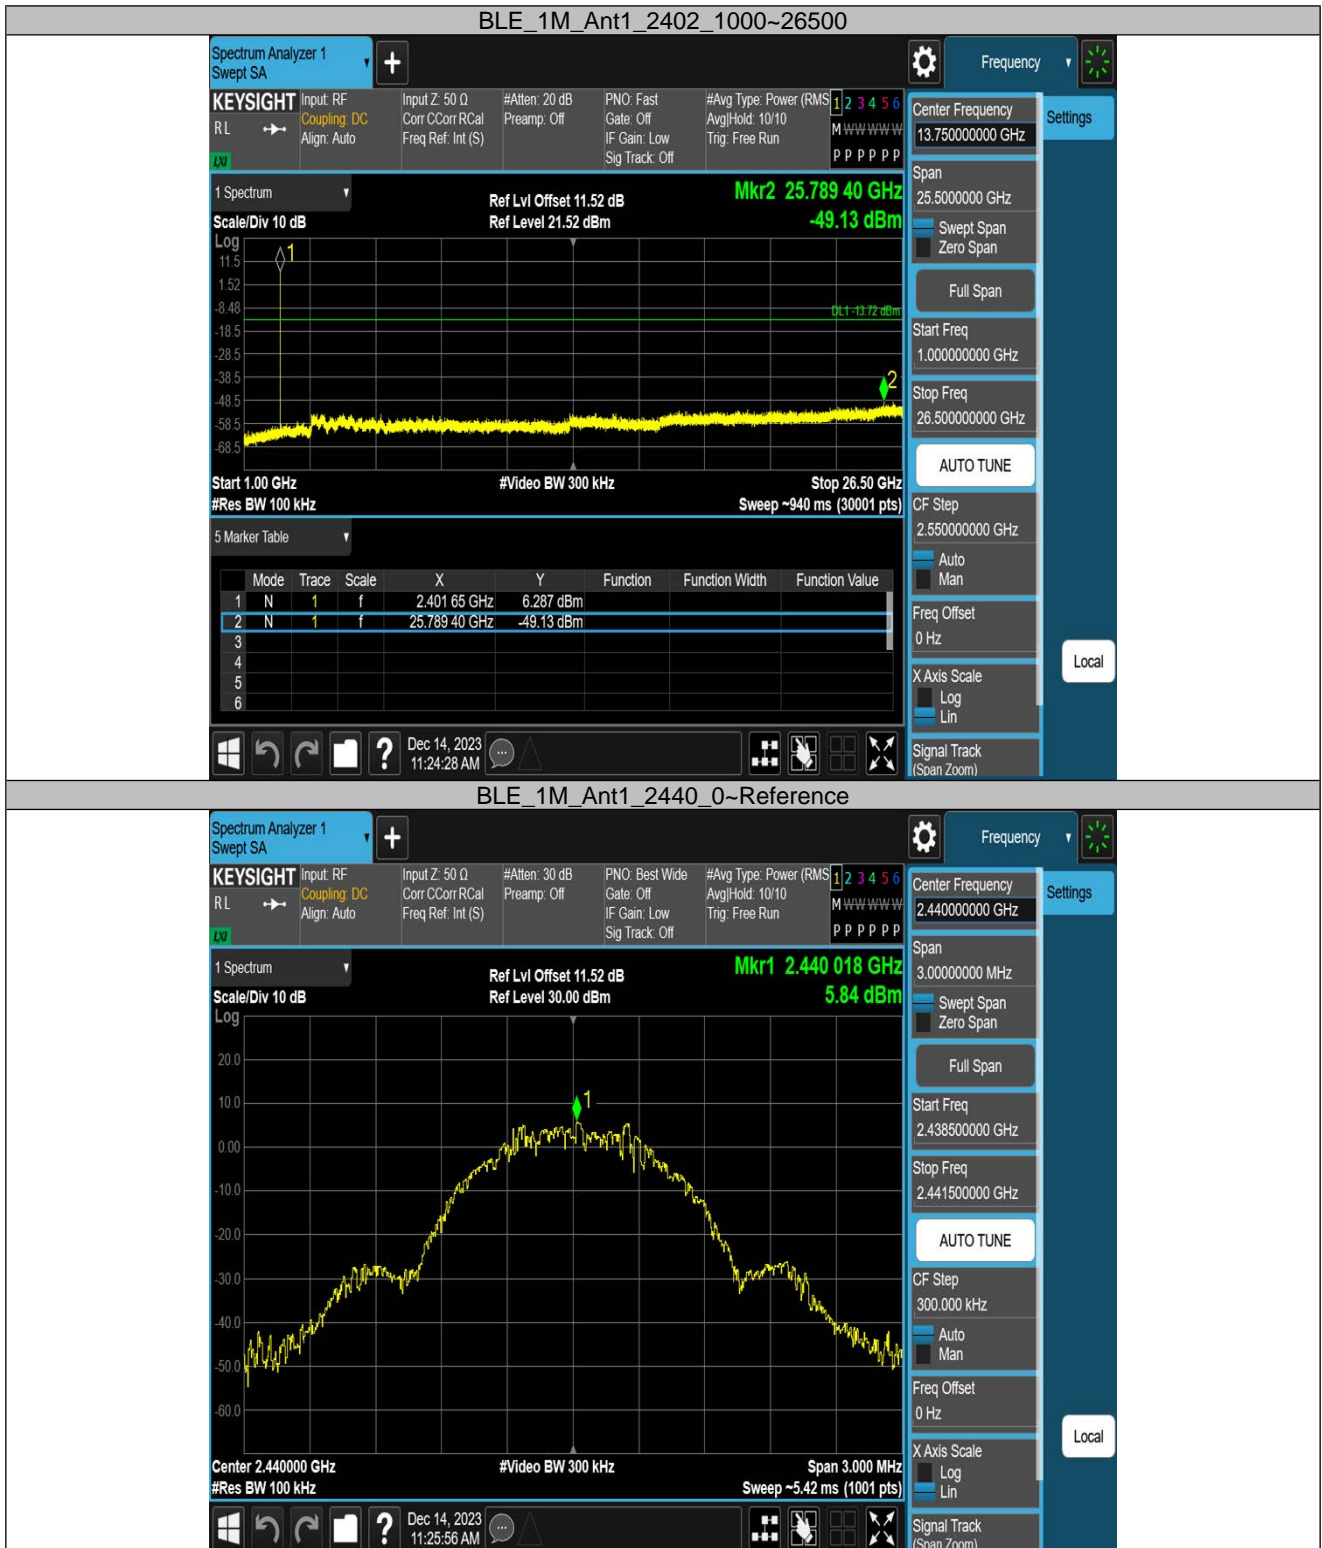 BLE_1M_Ant1_2402_1000~26500
Spectrum Analyzer 1
Swept SA
+
Frequency
KEYSIGHT
RL
LXI
Input: RF
Coupling: DC
Align: Auto
Input Z: 50 Ω
Corr CCorr RCal
Freq Ref: Int (S)
#Atten: 20 dB
Preamp: Off
PNO: Fast
Gate: Off
IF Gain: Low
Sig Track: Off
#Avg Type: Power (RMS
Avg|Hold: 10/10
Trig: Free Run
1 2 3 4 5 6
M W W W W W
P P P P P P
Center Frequency
13.750000000 GHz
Settings
Span
25.5000000 GHz
Swept Span
Zero Span
Full Span
Start Freq
1.000000000 GHz
Stop Freq
26.500000000 GHz
AUTO TUNE
CF Step
2.550000000 GHz
Auto
Man
Freq Offset
0 Hz
X Axis Scale
Log
Lin
Signal Track
(Span Zoom)
Local
1 Spectrum
Ref Lvl Offset 11.52 dB
Mkr2 25.789 40 GHz
Scale/Div 10 dB
Ref Level 21.52 dBm
-49.13 dBm
Log
1
11.5
1.52
-8.48
DL1 -13.72 dBm
-18.5
-28.5
-38.5
2
-48.5
-58.5
-68.5
Start 1.00 GHz
#Video BW 300 kHz
Stop 26.50 GHz
#Res BW 100 kHz
Sweep ~940 ms (30001 pts)
5 Marker Table
Mode Trace Scale X Y Function Function Width Function Value
1 N 1 f 2.401 65 GHz 6.287 dBm
2 N 1 f 25.789 40 GHz -49.13 dBm
3
4
5
6
?
Dec 14, 2023
11:24:28 AM
BLE_1M_Ant1_2440_0~Reference
Spectrum Analyzer 1
Swept SA
+
Frequency
KEYSIGHT
RL
LXI
Input: RF
Coupling: DC
Align: Auto
Input Z: 50 Ω
Corr CCorr RCal
Freq Ref: Int (S)
#Atten: 30 dB
Preamp: Off
PNO: Best Wide
Gate: Off
IF Gain: Low
Sig Track: Off
#Avg Type: Power (RMS
Avg|Hold: 10/10
Trig: Free Run
1 2 3 4 5 6
M W W W W W
P P P P P P
Center Frequency
2.440000000 GHz
Settings
Span
3.00000000 MHz
Swept Span
Zero Span
Full Span
Start Freq
2.438500000 GHz
Stop Freq
2.441500000 GHz
AUTO TUNE
CF Step
300.000 kHz
Auto
Man
Freq Offset
0 Hz
X Axis Scale
Log
Lin
Signal Track
(Span Zoom)
Local
1 Spectrum
Ref Lvl Offset 11.52 dB
Mkr1 2.440 018 GHz
Scale/Div 10 dB
Ref Level 30.00 dBm
5.84 dBm
Log
20.0
1
10.0
0.00
-10.0
-20.0
-30.0
-40.0
-50.0
-60.0
Center 2.440000 GHz
#Video BW 300 kHz
Span 3.000 MHz
#Res BW 100 kHz
Sweep ~5.42 ms (1001 pts)
?
Dec 14, 2023
11:25:56 AM